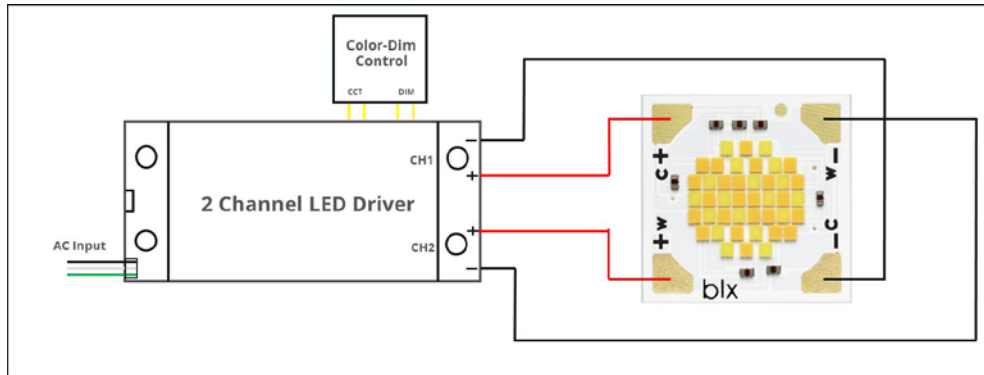 Color-Dim
Control
CCT DIM
−
CH1
+
2 Channel LED Driver
+
CH2
−
AC Input
c+
w−
+w
−c
blx